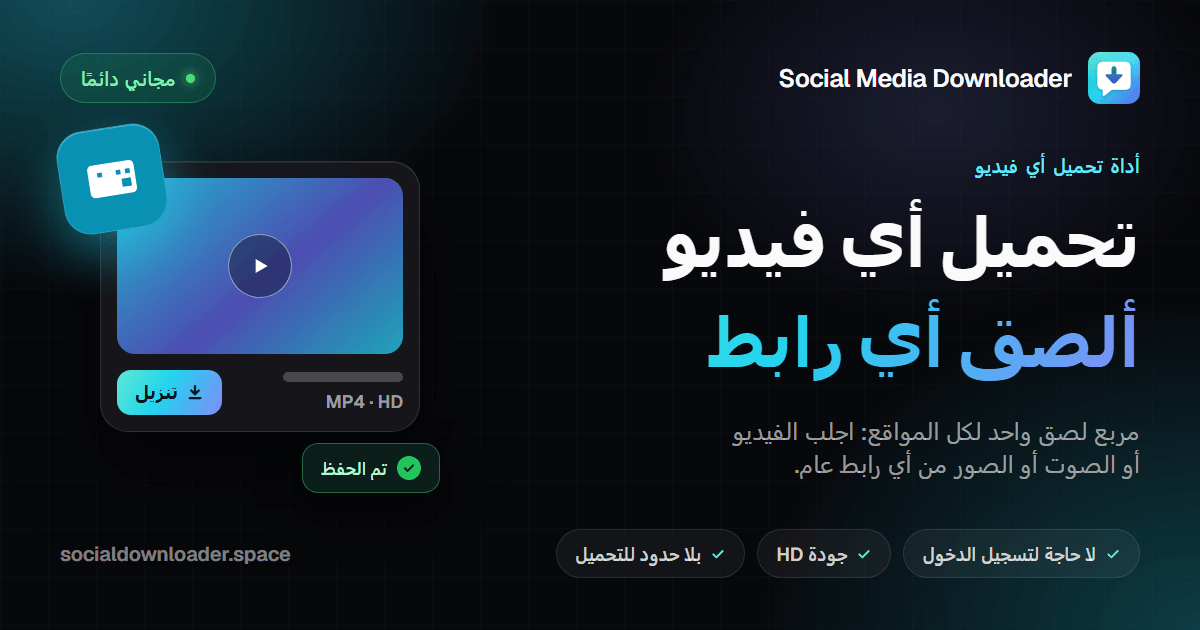 Social Media Downloader
مجاني دائمًا
أداة تحميل أي فيديو
تحميل أي فيديو
ألصق أي رابط
مربع لصق واحد لكل المواقع: اجلب الفيديو
أو الصوت أو الصور من أي رابط عام.
لا حاجة لتسجيل الدخول
جودة HD
بلا حدود للتحميل
MP4 · HD
تنزيل
تم الحفظ
socialdownloader.space